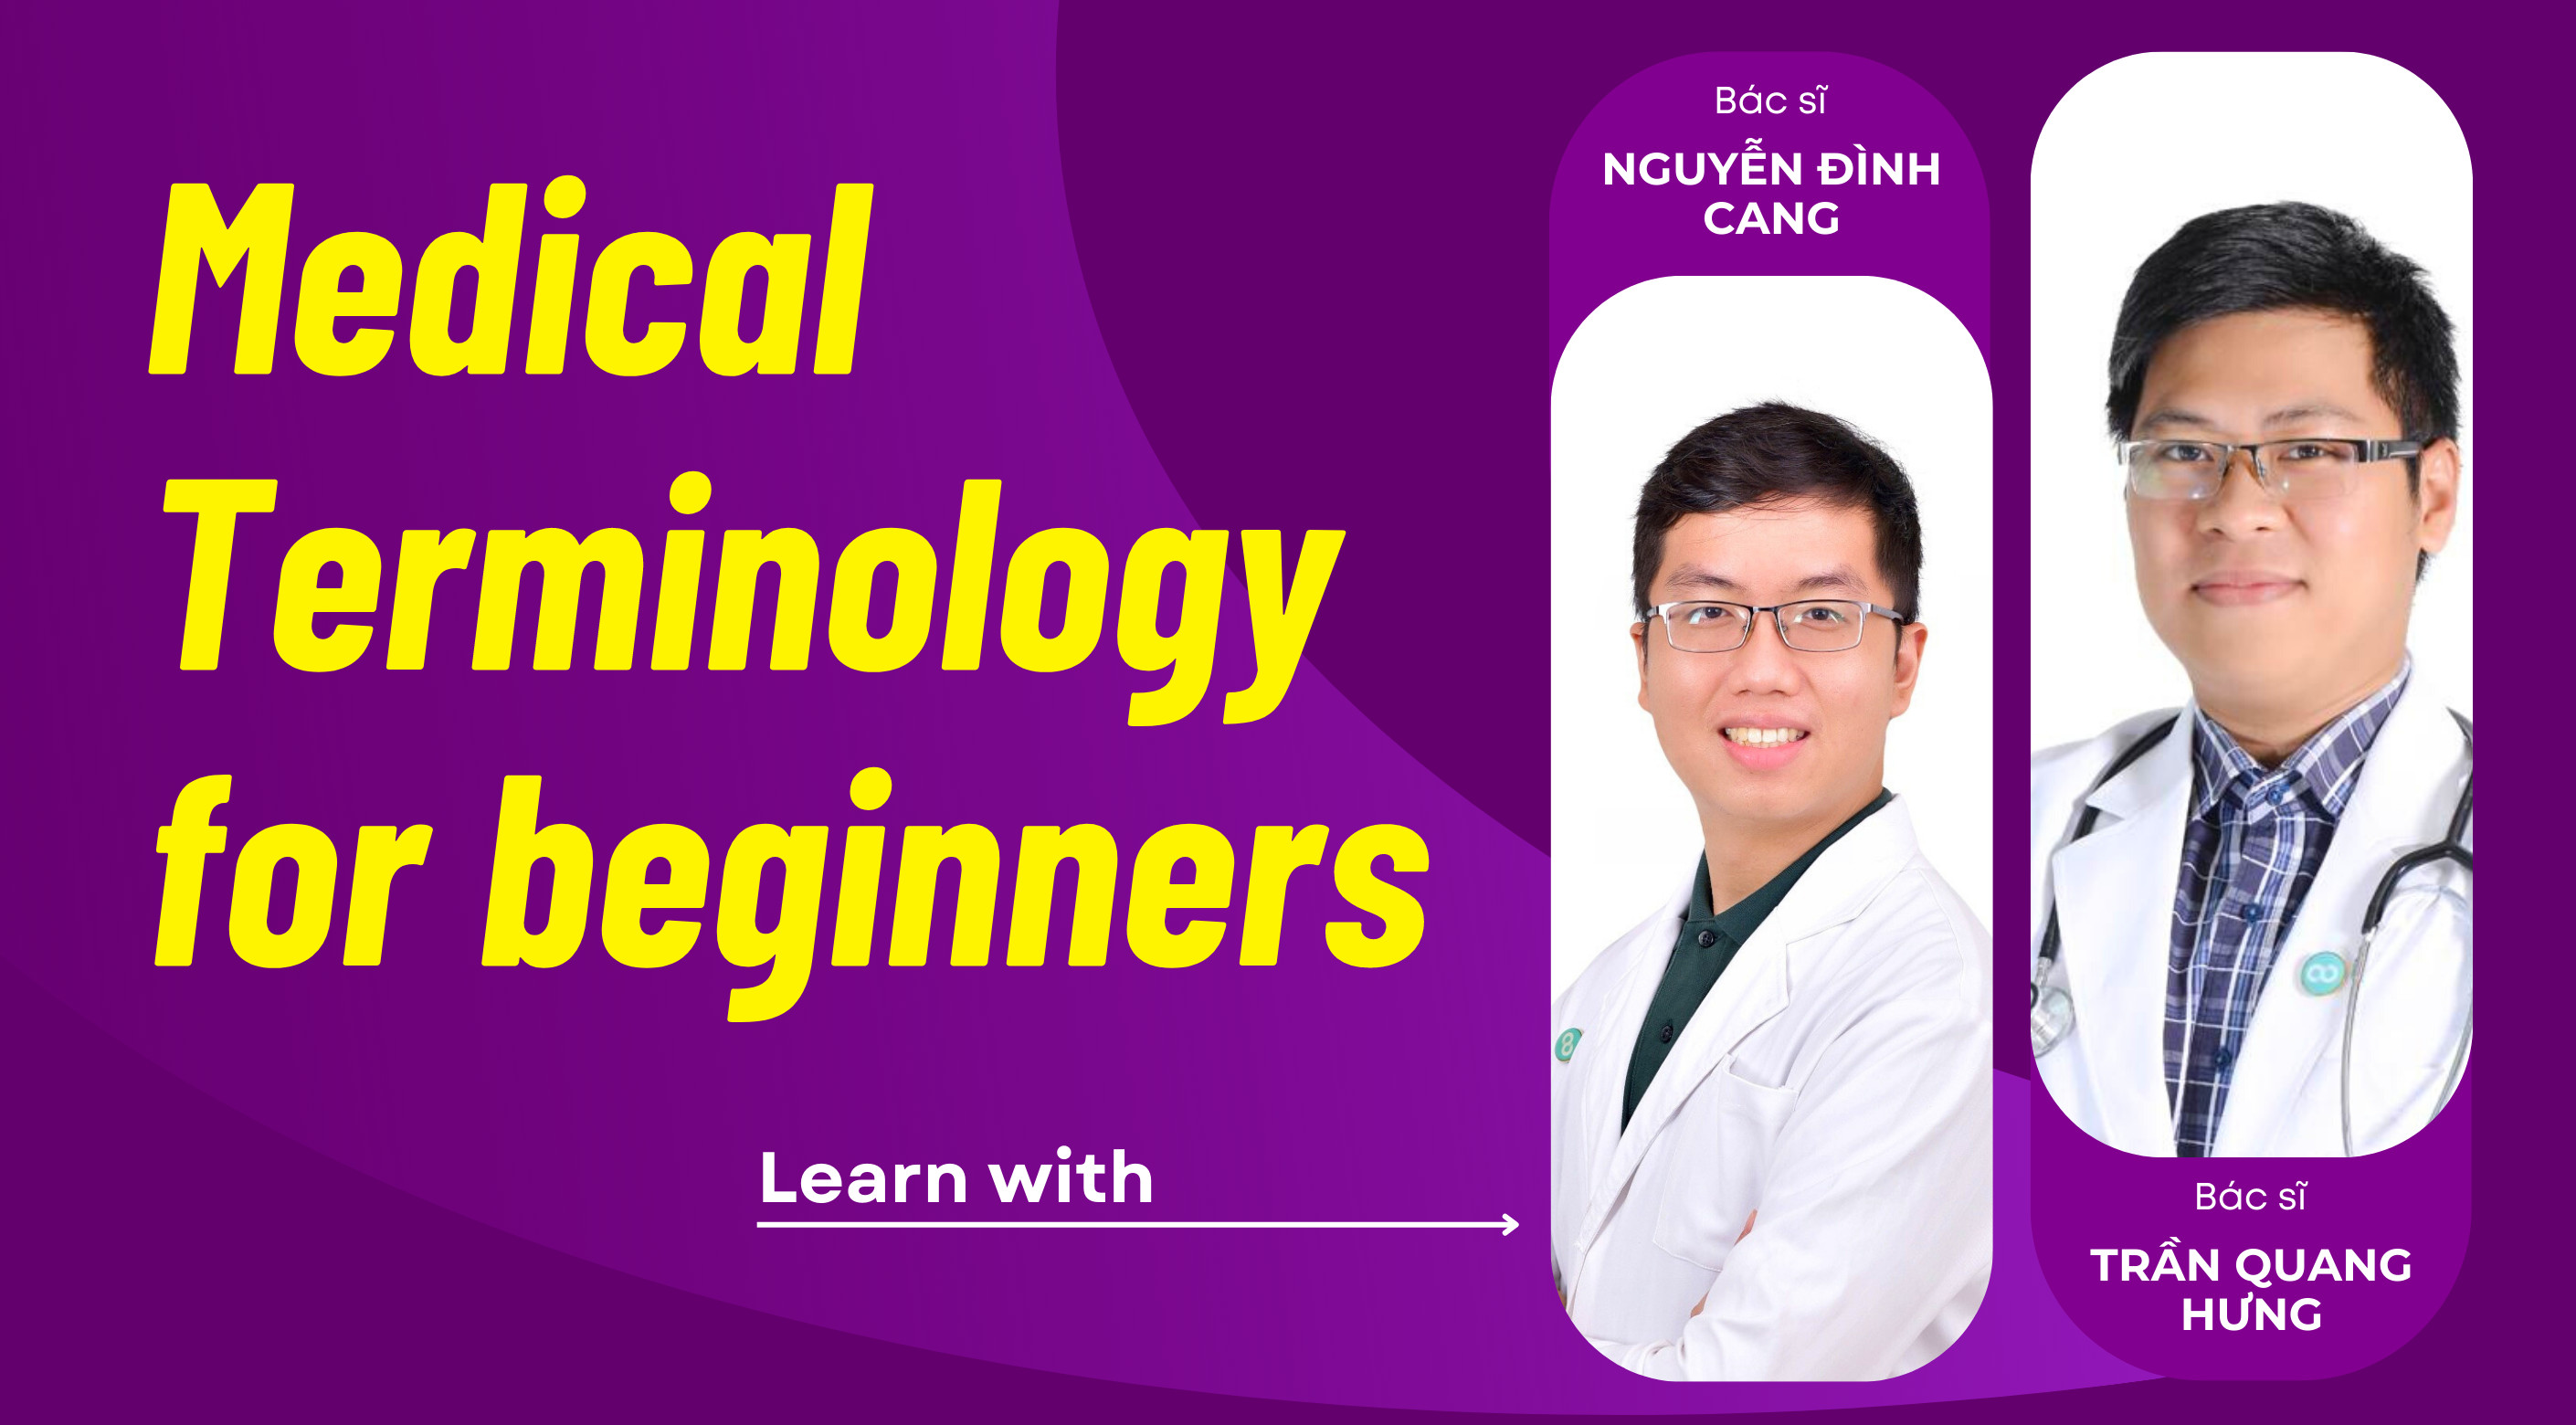 Medical
Terminology
for beginners
Learn with
Bác sĩ
NGUYỄN ĐÌNH
CANG
Bác sĩ
TRẦN QUANG
HƯNG